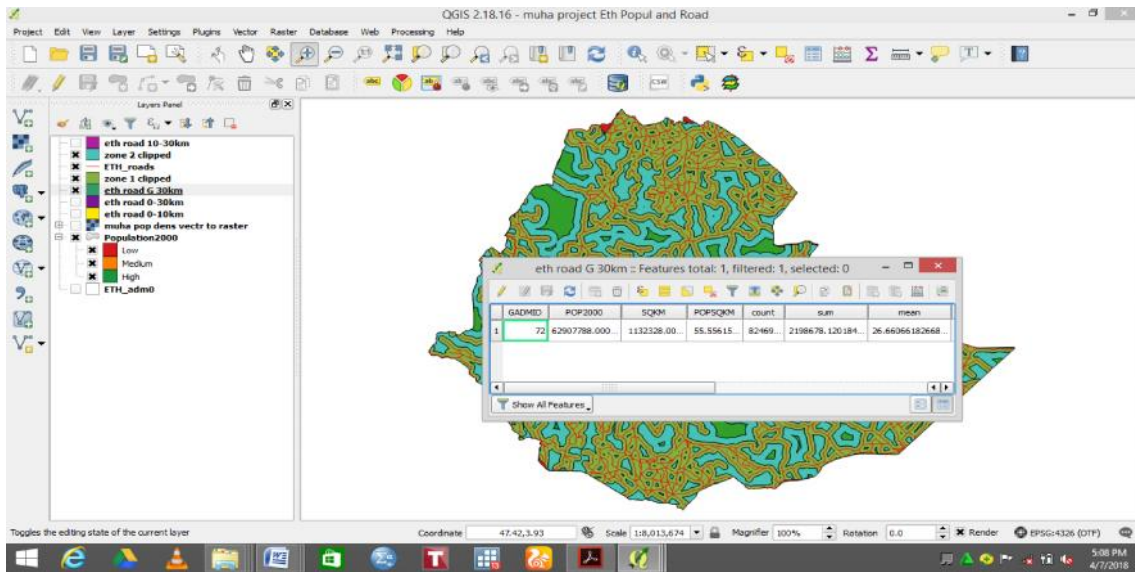 QGIS 2.18.16 - muha project Eth Popul and Road
Project Edit View Layer Settings Plugins Vector Raster Database Web Processing Help
Layers Panel
eth road 10-30km
zone 2 clipped
ETH_roads
zone 1 clipped
eth road G 30km
eth road 0-30km
eth road 0-10km
muha pop dens vectr to raster
Population2000
Low
Medium
High
ETH_adm0
eth road G 30km :: Features total: 1, filtered: 1, selected: 0
GADMID POP2000 SQKM POPSQKM count sum mean
1 72 62907788.000... 1132328.00... 55.55615... 82469... 2198678.120184... 26.66066182668...
Show All Features
Toggles the editing state of the current layer Coordinate 47.42,3.93 Scale 1:8,013,674 Magnifier 100% Rotation 0.0 Render EPSG:4326 (OTF)
5:08 PM
4/7/2018